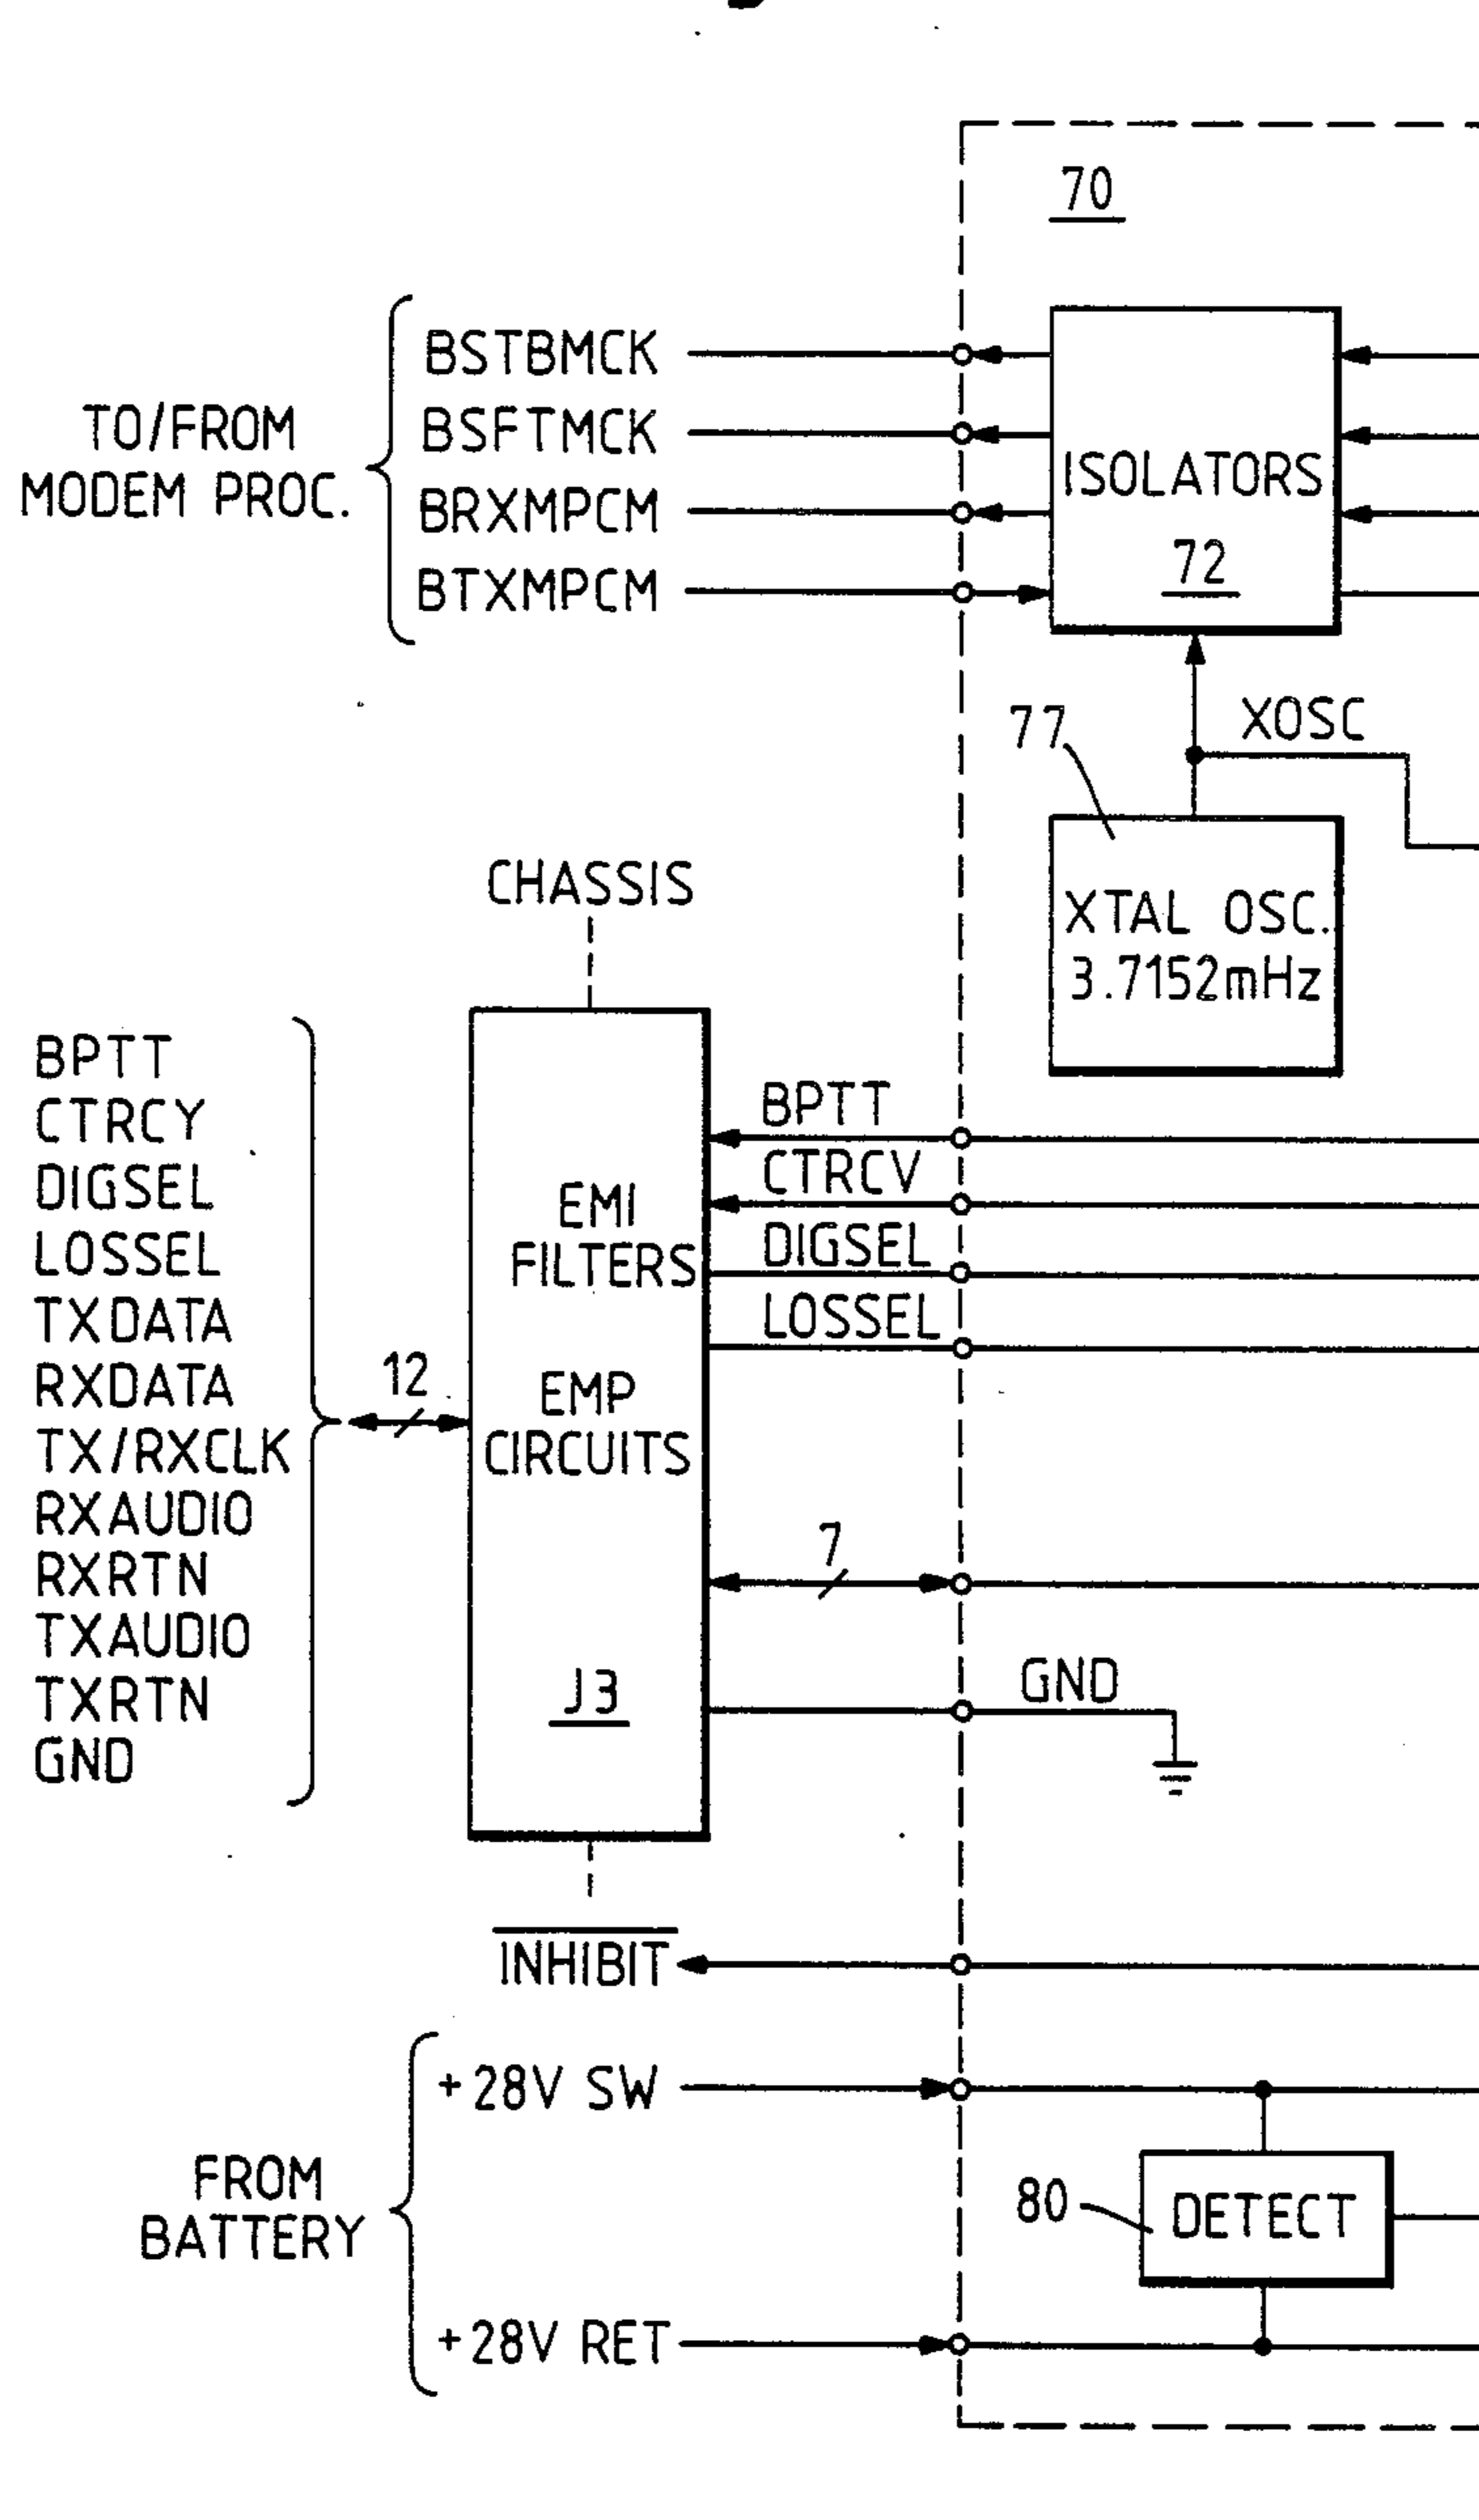 70
BSTBMCK
BSFTMCK
BRXMPCM
BTXMPCM
TO/FROM
MODEM PROC.
ISOLATORS
72
77
XOSC
XTAL OSC.
3.7152mHz
CHASSIS
BPTT
CTRCY
DIGSEL
LOSSEL
TXDATA
RXDATA
TX/RXCLK
RXAUDIO
RXRTN
TXAUDIO
TXRTN
GND
12
EMI
FILTERS
EMP
CIRCUITS
J3
BPTT
CTRCV
DIGSEL
LOSSEL
7
GND
INHIBIT
+28V SW
FROM
BATTERY
+28V RET
80
DETECT